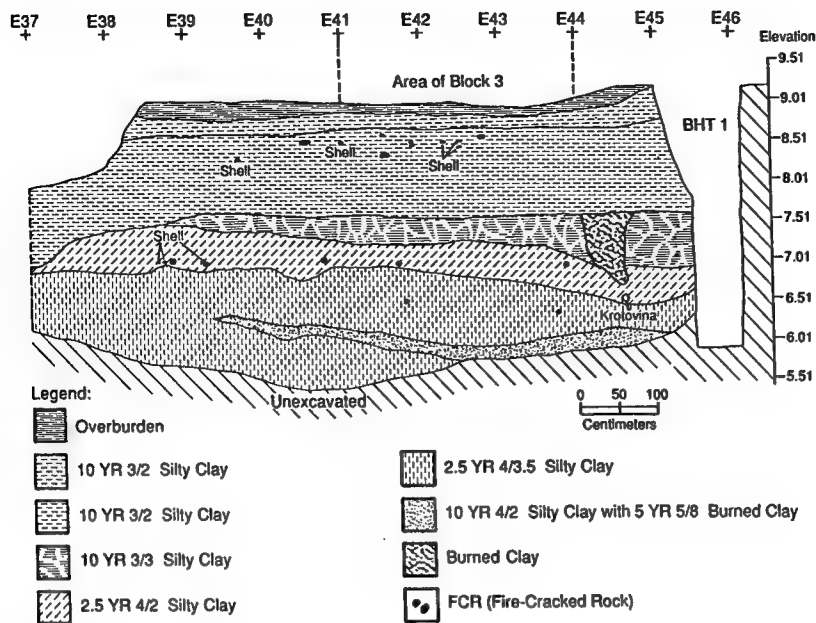 E37 E38 E39 E40 E41 E42 E43 E44 E45 E46
Elevation
9.51
Area of Block 3
9.01
BHT 1
8.51
Shell
Shell
Shell
8.01
7.51
Shell
7.01
6.51
Krotovina
6.01
5.51
Unexcavated
Legend:
0 50 100
Centimeters
Overburden
10 YR 3/2 Silty Clay
10 YR 3/2 Silty Clay
10 YR 3/3 Silty Clay
2.5 YR 4/2 Silty Clay
2.5 YR 4/3.5 Silty Clay
10 YR 4/2 Silty Clay with 5 YR 5/8 Burned Clay
Burned Clay
FCR (Fire-Cracked Rock)